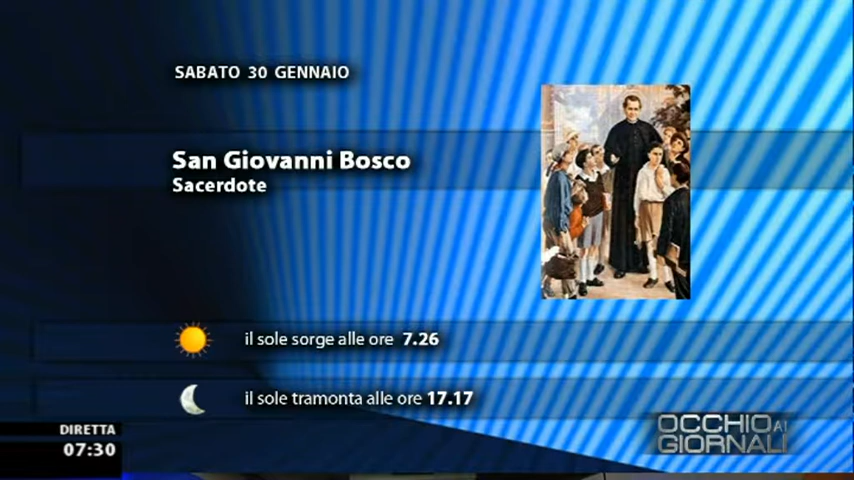 SABATO 30 GENNAIO
San Giovanni Bosco
Sacerdote
il sole sorge alle ore 7.26
il sole tramonta alle ore 17.17
DIRETTA
07:30
OCCHIO AI
GIORNALI